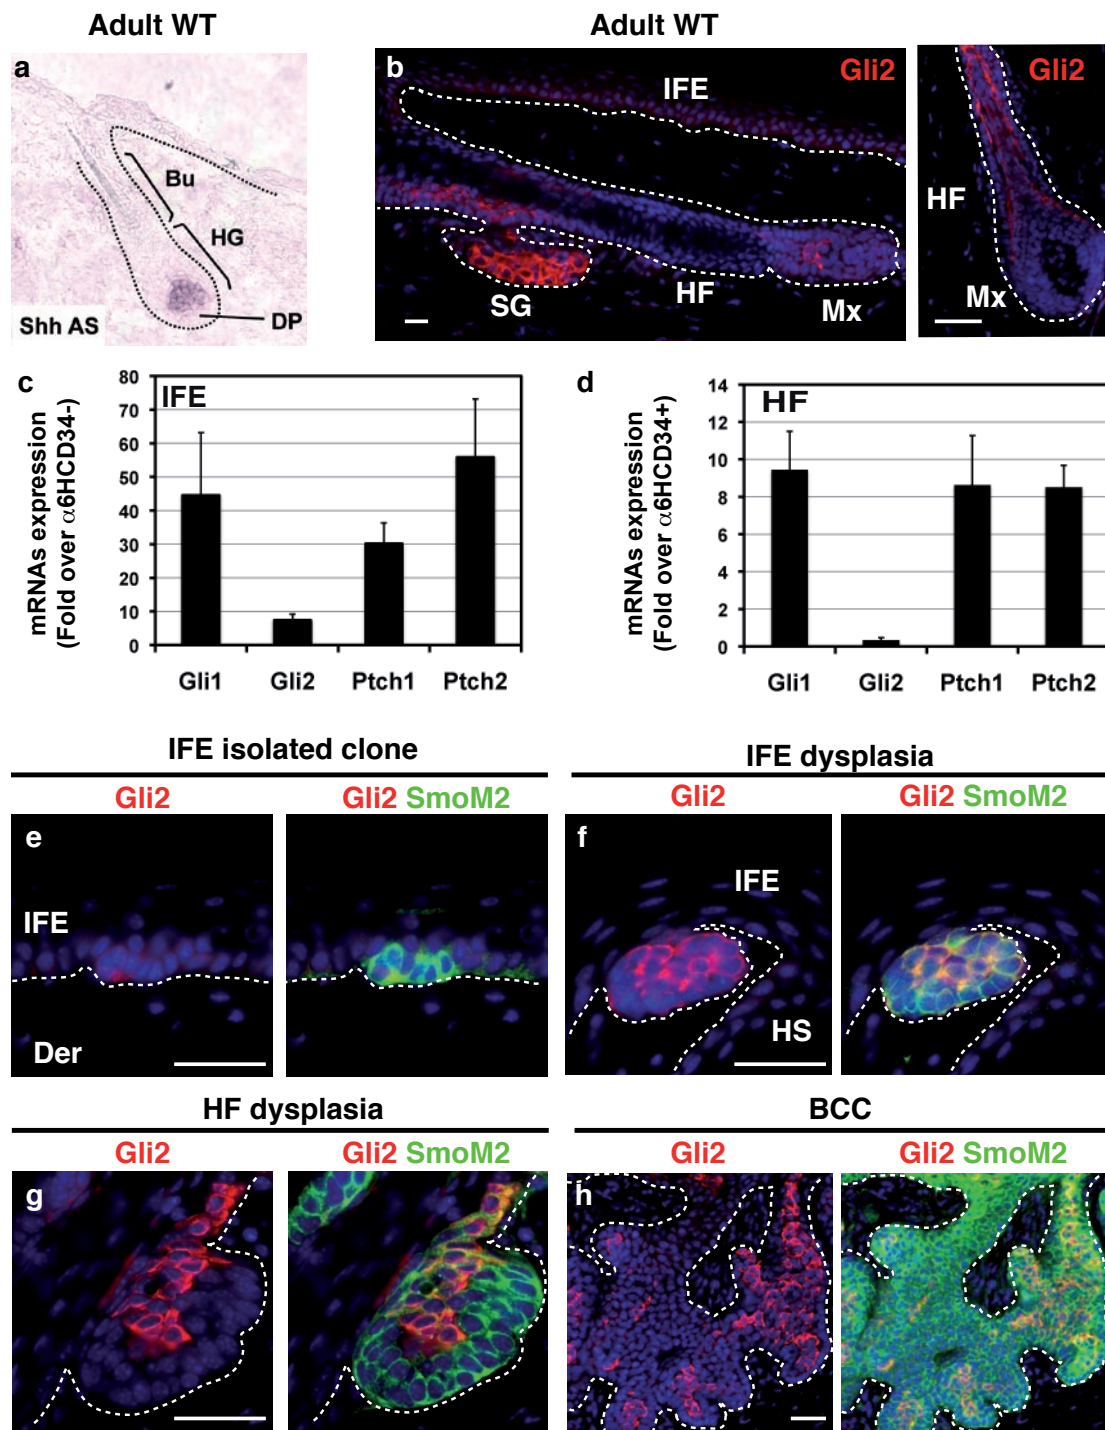 Adult WT
Adult WT
a
Bu
HG
DP
Shh AS
b
Gli2
IFE
SG
HF
Mx
Gli2
HF
Mx
c
IFE
mRNAs expression
(Fold over α6HCD34-)
80
70
60
50
40
30
20
10
0
Gli1 Gli2 Ptch1 Ptch2
d
HF
mRNAs expression
(Fold over α6HCD34+)
14
12
10
8
6
4
2
0
Gli1 Gli2 Ptch1 Ptch2
IFE isolated clone
Gli2
Gli2 SmoM2
e
IFE
Der
IFE dysplasia
Gli2
Gli2 SmoM2
f
IFE
HS
HF dysplasia
Gli2
Gli2 SmoM2
g
BCC
Gli2
Gli2 SmoM2
h